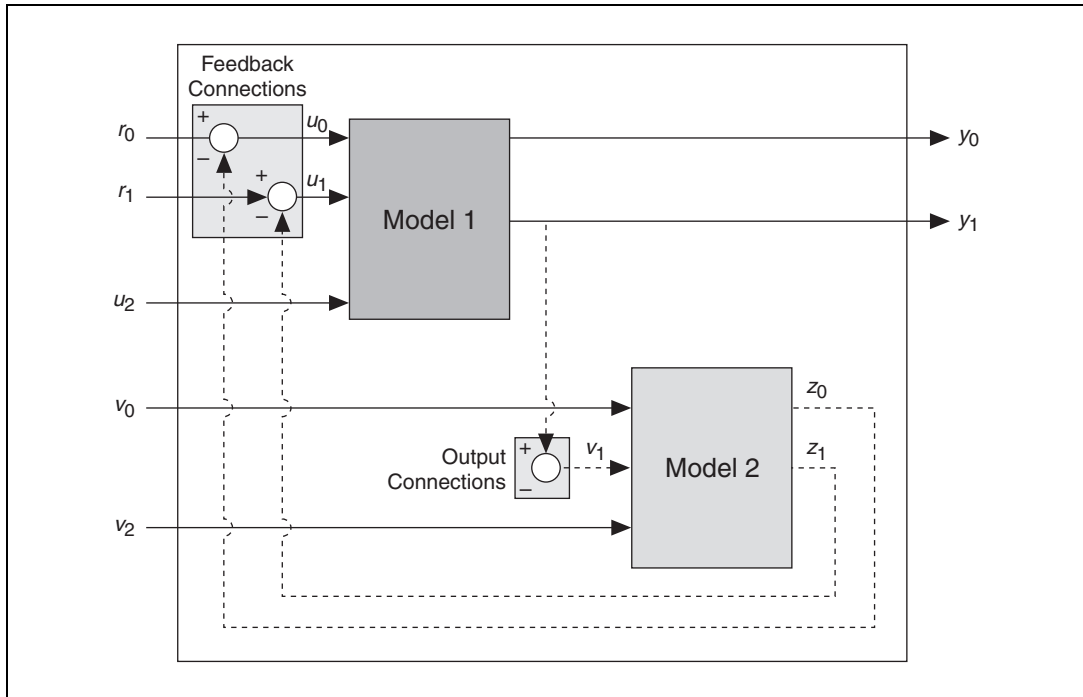 Feedback
Connections
+
r₀
–
u₀
y₀
+
r₁
–
u₁
Model 1
y₁
u₂
v₀
z₀
Output
Connections
+
–
v₁
Model 2
z₁
v₂